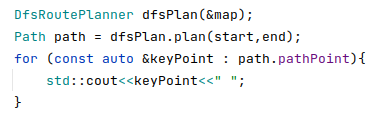 DfsRoutePlanner dfsPlan(&map);
Path path = dfsPlan.plan(start,end);
for (const auto &keyPoint : path.pathPoint){
    std::cout<<keyPoint<<" ";
}